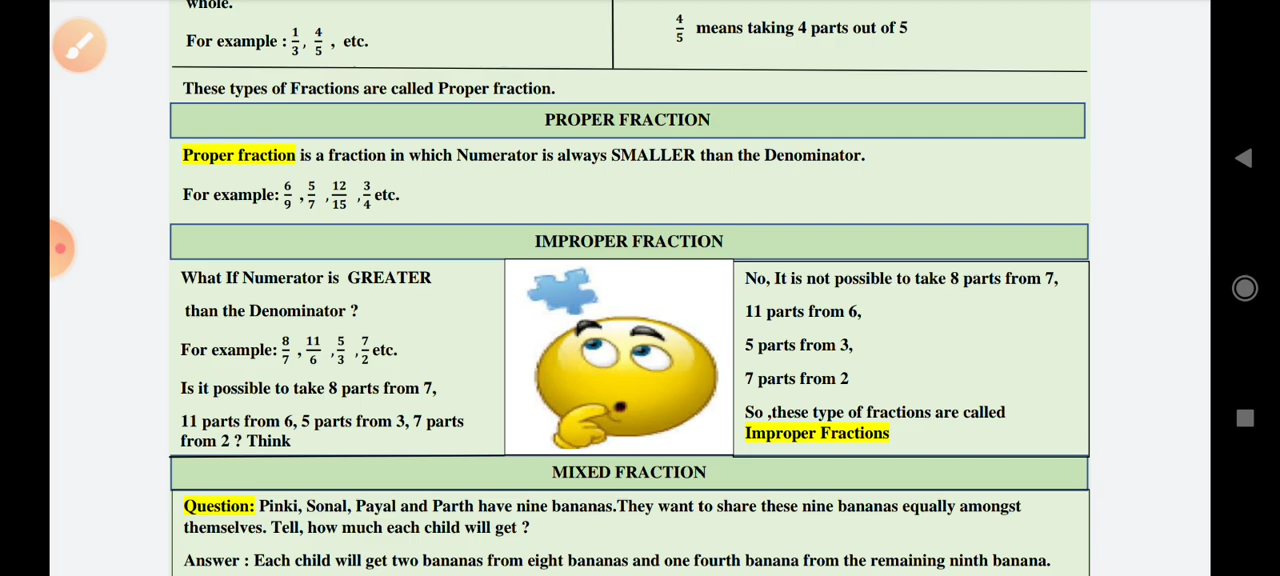 whole.
For example : 1/3, 4/5 , etc.
4/5 means taking 4 parts out of 5
These types of Fractions are called Proper fraction.
PROPER FRACTION
Proper fraction is a fraction in which Numerator is always SMALLER than the Denominator.
For example: 6/9 , 5/7 , 12/15 , 3/4 etc.
IMPROPER FRACTION
What If Numerator is GREATER
than the Denominator ?
For example: 8/7 , 11/6 , 5/3 , 7/2 etc.
Is it possible to take 8 parts from 7,
11 parts from 6, 5 parts from 3, 7 parts
from 2 ? Think
No, It is not possible to take 8 parts from 7,
11 parts from 6,
5 parts from 3,
7 parts from 2
So ,these type of fractions are called
Improper Fractions
MIXED FRACTION
Question: Pinki, Sonal, Payal and Parth have nine bananas.They want to share these nine bananas equally amongst
themselves. Tell, how much each child will get ?
Answer : Each child will get two bananas from eight bananas and one fourth banana from the remaining ninth banana.